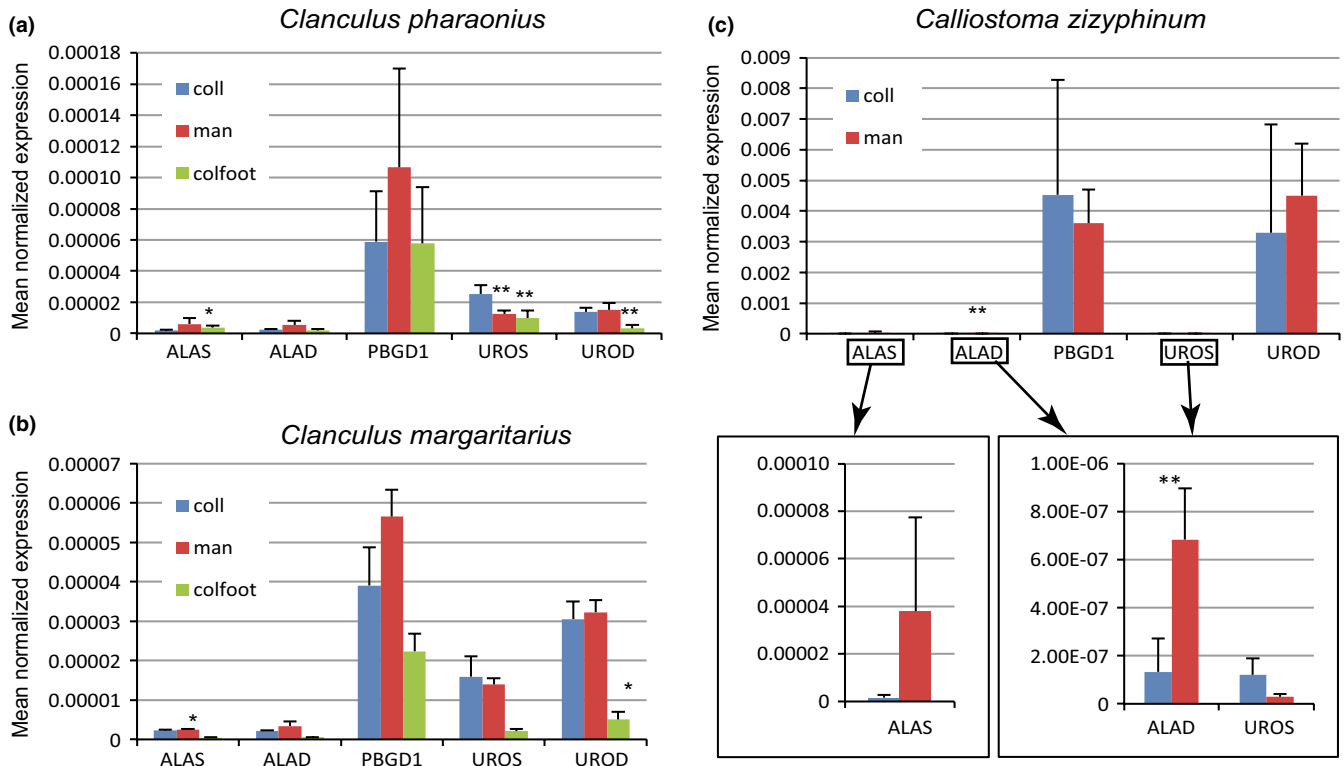 (a)
Clanculus pharaonius
Mean normalized expression
0.00018
0.00016
0.00014
0.00012
0.00010
0.00008
0.00006
0.00004
0.00002
0
coll
man
colfoot
*
**
**
**
ALAS
ALAD
PBGD1
UROS
UROD
(b)
Clanculus margaritarius
Mean normalized expression
0.00007
0.00006
0.00005
0.00004
0.00003
0.00002
0.00001
0
coll
man
colfoot
*
*
ALAS
ALAD
PBGD1
UROS
UROD
(c)
Calliostoma zizyphinum
Mean normalized expression
0.009
0.008
0.007
0.006
0.005
0.004
0.003
0.002
0.001
0
coll
man
**
ALAS
ALAD
PBGD1
UROS
UROD
0.00010
0.00008
0.00006
0.00004
0.00002
0
ALAS
1.00E-06
8.00E-07
6.00E-07
4.00E-07
2.00E-07
0
**
ALAD
UROS